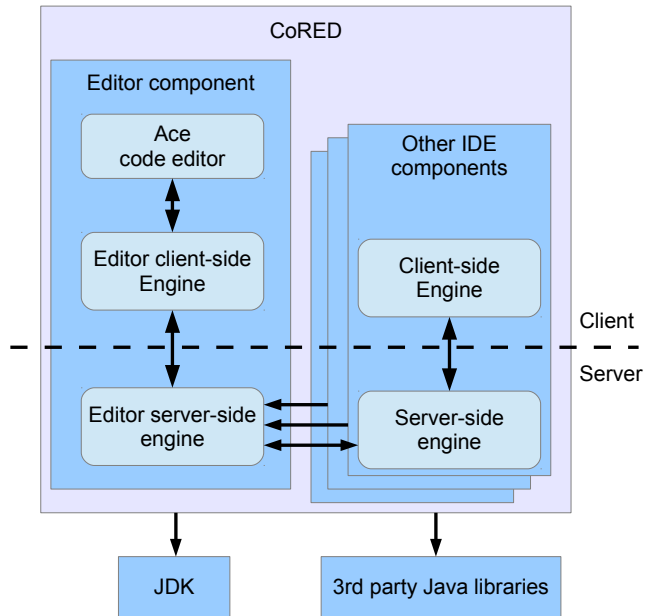 CoRED
Editor component
Ace
code editor
Editor client-side
Engine
Editor server-side
engine
Other IDE
components
Client-side
Engine
Server-side
engine
Client
Server
JDK
3rd party Java libraries